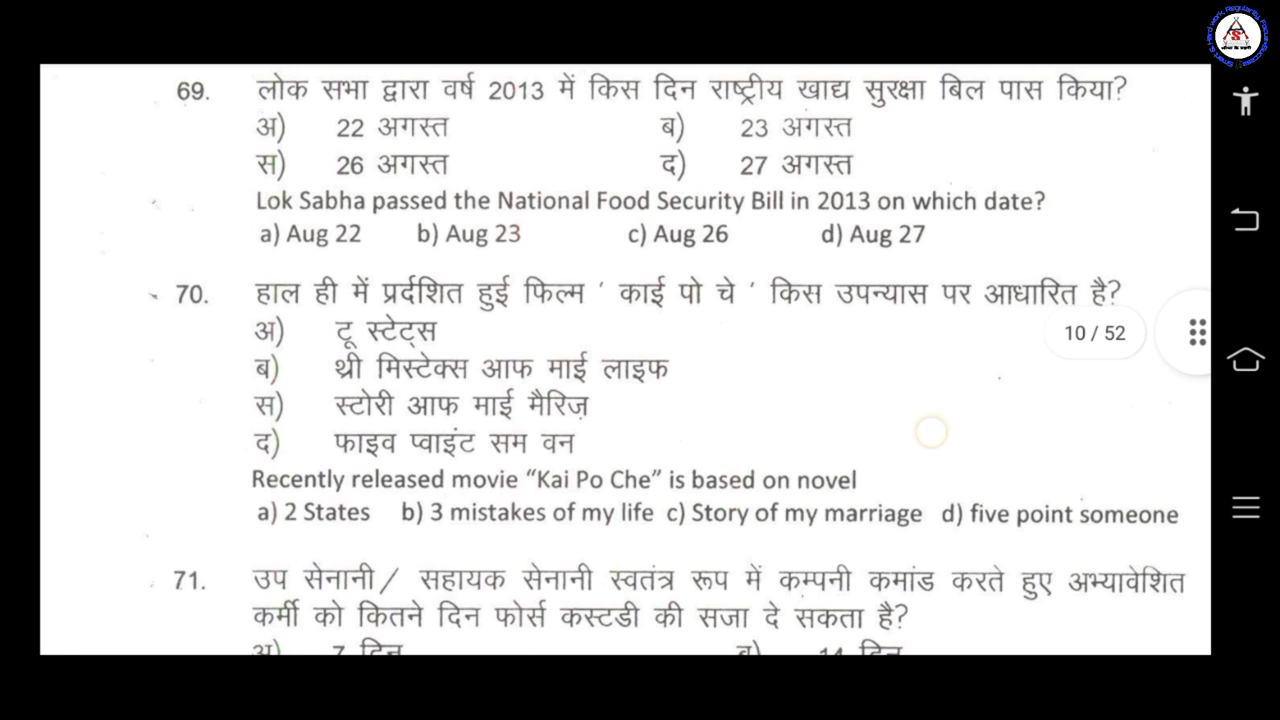 69. लोक सभा द्वारा वर्ष 2013 में किस दिन राष्ट्रीय खाद्य सुरक्षा बिल पास किया?
अ) 22 अगस्त ब) 23 अगस्त
स) 26 अगस्त द) 27 अगस्त
Lok Sabha passed the National Food Security Bill in 2013 on which date?
a) Aug 22 b) Aug 23 c) Aug 26 d) Aug 27
70. हाल ही में प्रर्दशित हुई फिल्म ' काई पो चे ' किस उपन्यास पर आधारित है?
अ) टू स्टेट्स
10 / 52
ब) थ्री मिस्टेक्स आफ माई लाइफ
स) स्टोरी आफ माई मैरिज़
द) फाइव प्वाइंट सम वन
Recently released movie “Kai Po Che” is based on novel
a) 2 States b) 3 mistakes of my life c) Story of my marriage d) five point someone
71. उप सेनानी / सहायक सेनानी स्वतंत्र रूप में कम्पनी कमांड करते हुए अभ्यावेशित
कर्मी को कितने दिन फोर्स कस्टडी की सजा दे सकता है?
अ) 7 दिन ब) 14 दिन